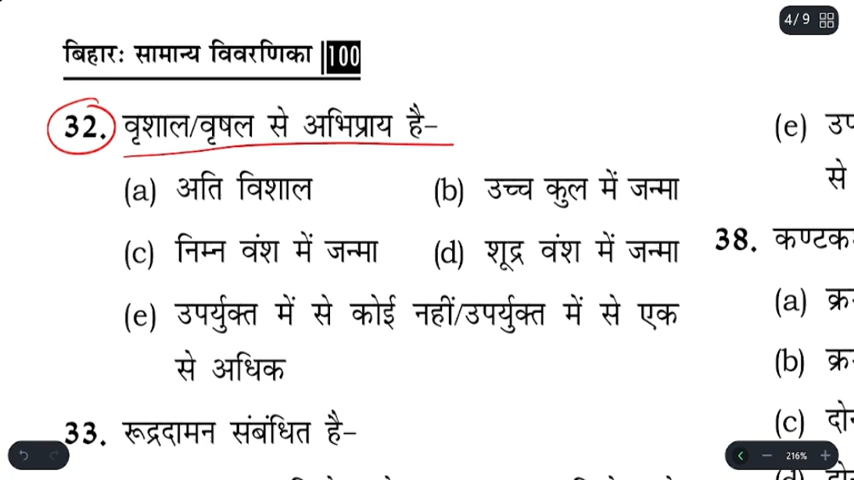 4/9
बिहारः सामान्य विवरणिका |100
32. वृशाल/वृषल से अभिप्राय है-
(a) अति विशाल (b) उच्च कुल में जन्मा
(c) निम्न वंश में जन्मा (d) शूद्र वंश में जन्मा
(e) उपर्युक्त में से कोई नहीं/उपर्युक्त में से एक
से अधिक
33. रूद्रदामन संबंधित है-
(e)
से
38.
(a)
(b)
(c)
(d)
216%